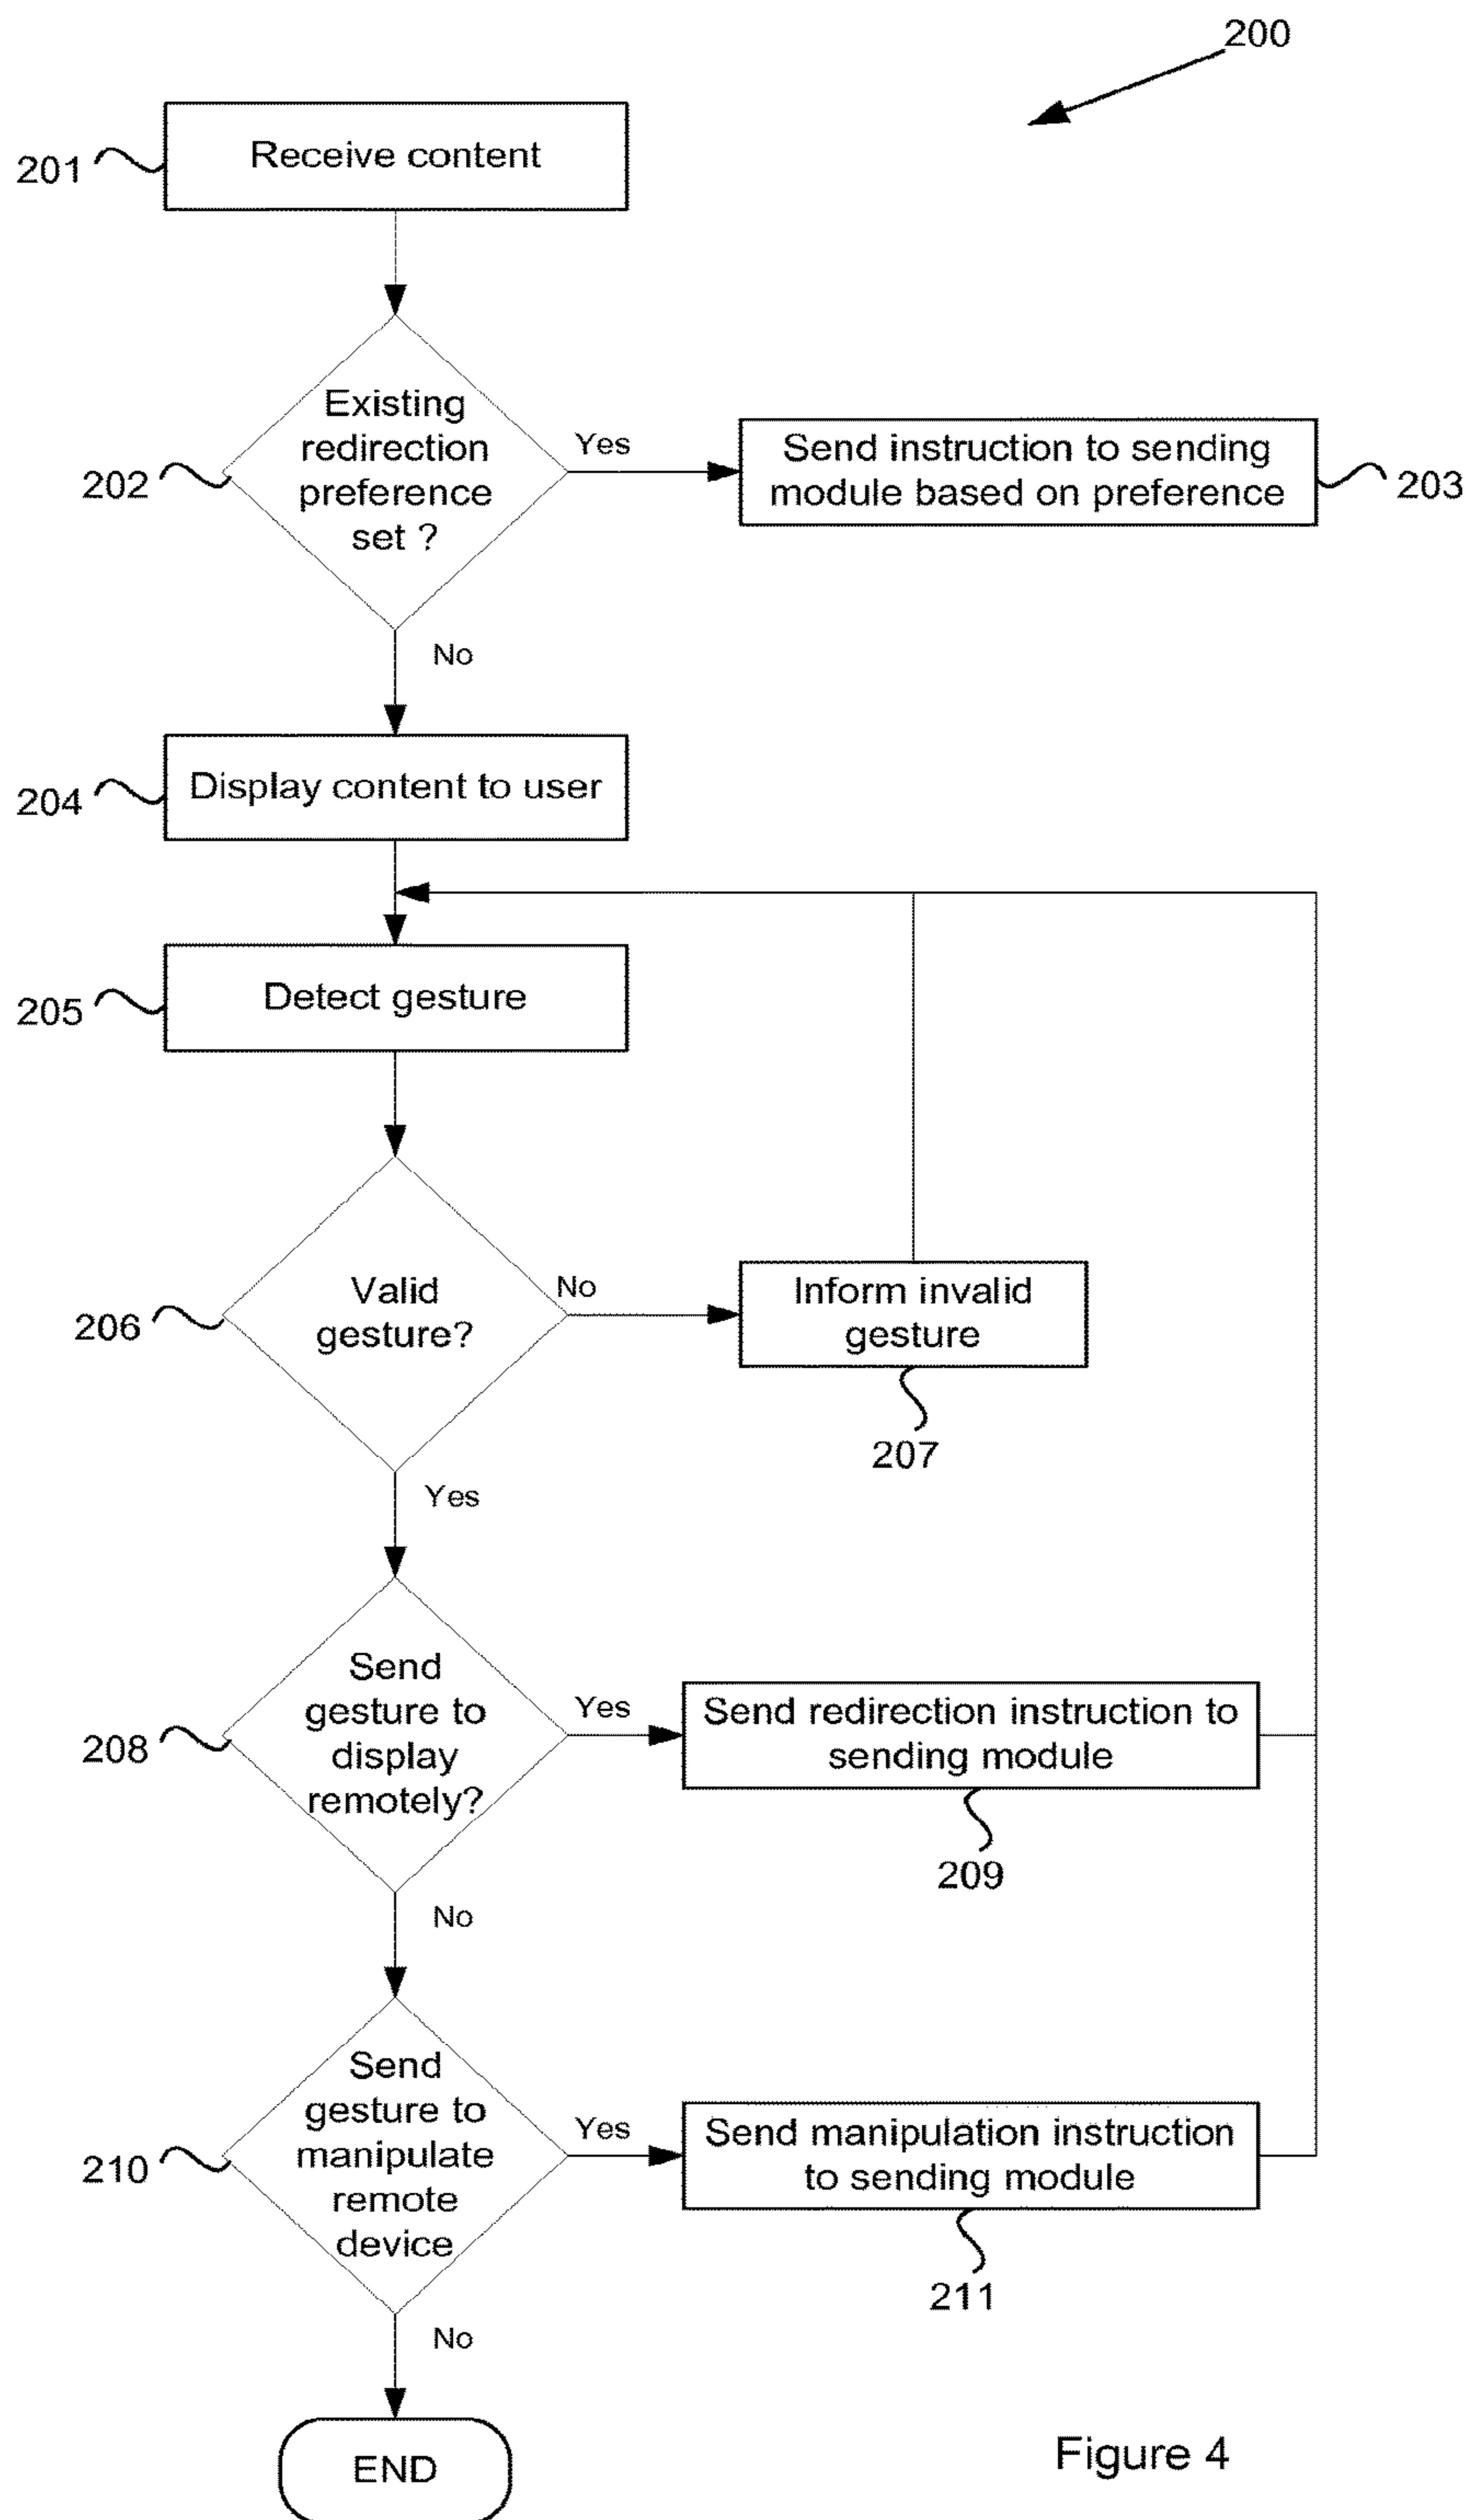 200
201
Receive content
202
Existing
redirection
preference
set ?
Yes
Send instruction to sending
module based on preference
203
No
204
Display content to user
205
Detect gesture
206
Valid
gesture?
No
Inform invalid
gesture
207
Yes
208
Send
gesture to
display
remotely?
Yes
Send redirection instruction to
sending module
209
No
210
Send
gesture to
manipulate
remote
device
Yes
Send manipulation instruction
to sending module
211
No
END
Figure 4